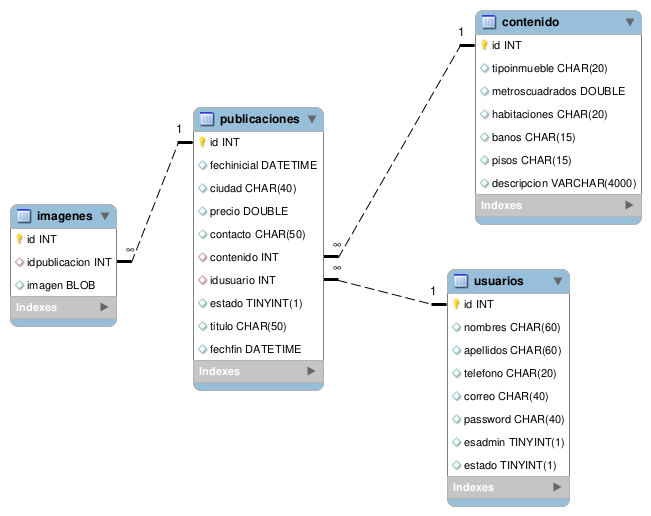 imagenes
id INT
idpublicacion INT
imagen BLOB
Indexes
∞
1
publicaciones
id INT
fechinicial DATETIME
ciudad CHAR(40)
precio DOUBLE
contacto CHAR(50)
contenido INT
idusuario INT
estado TINYINT(1)
titulo CHAR(50)
fechfin DATETIME
Indexes
∞
∞
1
contenido
id INT
tipoinmueble CHAR(20)
metroscuadrados DOUBLE
habitaciones CHAR(20)
banos CHAR(15)
pisos CHAR(15)
descripcion VARCHAR(4000)
Indexes
1
usuarios
id INT
nombres CHAR(60)
apellidos CHAR(60)
telefono CHAR(20)
correo CHAR(40)
password CHAR(40)
esadmin TINYINT(1)
estado TINYINT(1)
Indexes